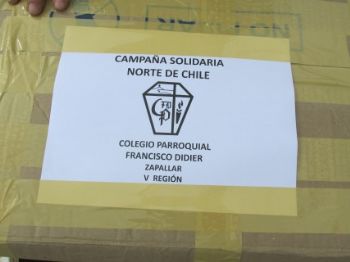 CAMPAÑA SOLIDARIA
NORTE DE CHILE
COLEGIO PARROQUIAL
FRANCISCO DIDIER
ZAPALLAR
V REGIÓN